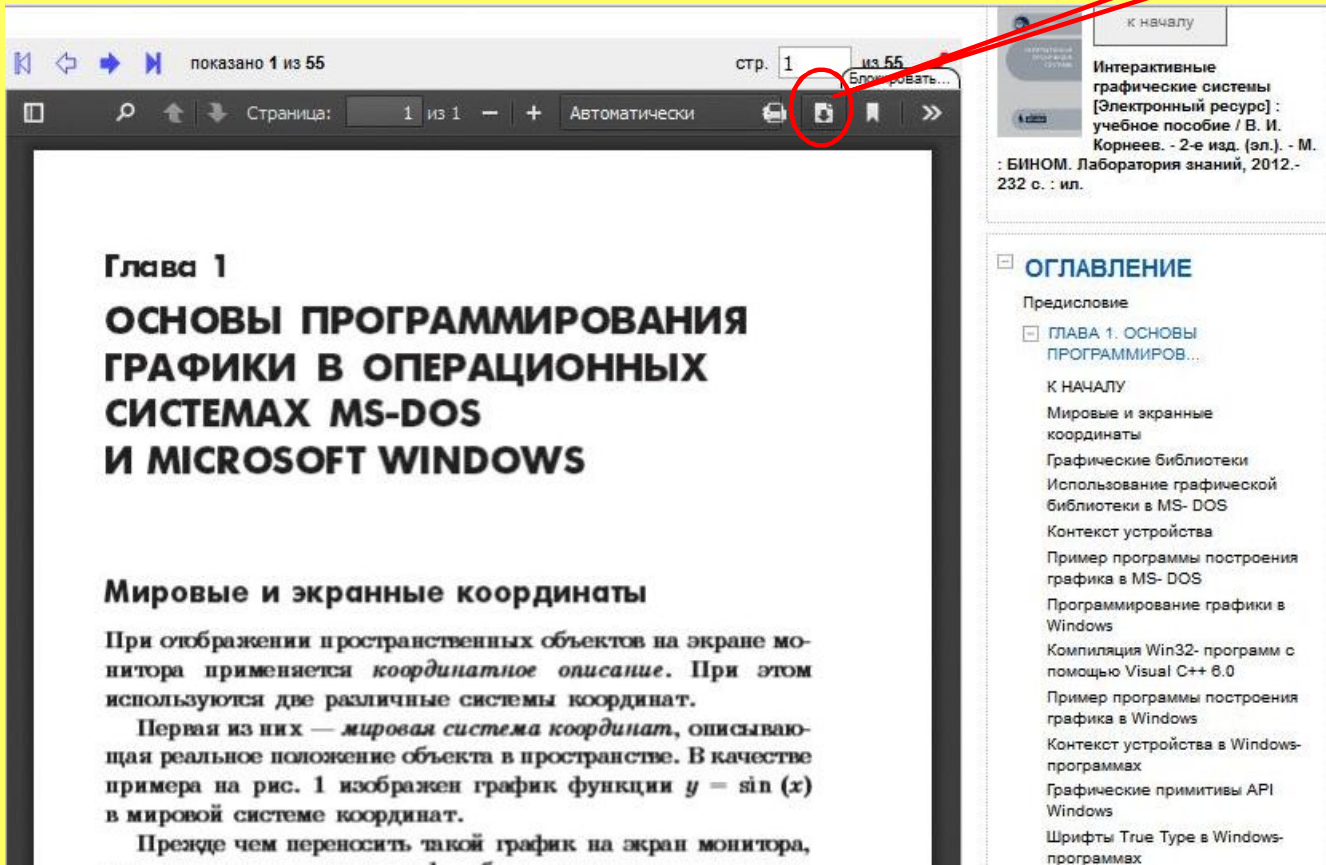 к началу
показано 1 из 55
стр. 1 из 55
Блокировать...
Страница: 1 из 1
Автоматически
Интерактивные
графические системы
[Электронный ресурс] :
учебное пособие / В. И.
Корнеев. - 2-е изд. (эл.). - М.
: БИНОМ. Лаборатория знаний, 2012.-
232 с. : ил.
Глава 1
ОСНОВЫ ПРОГРАММИРОВАНИЯ
ГРАФИКИ В ОПЕРАЦИОННЫХ
СИСТЕМАХ MS-DOS
И MICROSOFT WINDOWS
Мировые и экранные координаты
При отображении пространственных объектов на экране мо-
нитора применяется координатное описание. При этом
используются две различные системы координат.
Первая из них — мировая система координат, описываю-
щая реальное положение объекта в пространстве. В качестве
примера на рис. 1 изображен график функции y = sin (x)
в мировой системе координат.
Прежде чем переносить такой график на экран монитора,
ОГЛАВЛЕНИЕ
Предисловие
ГЛАВА 1. ОСНОВЫ
ПРОГРАММИРОВ...
К НАЧАЛУ
Мировые и экранные
координаты
Графические библиотеки
Использование графической
библиотеки в MS- DOS
Контекст устройства
Пример программы построения
графика в MS- DOS
Программирование графики в
Windows
Компиляция Win32- программ с
помощью Visual C++ 6.0
Пример программы построения
графика в Windows
Контекст устройства в Windows-
программах
Графические примитивы API
Windows
Шрифты True Type в Windows-
программах